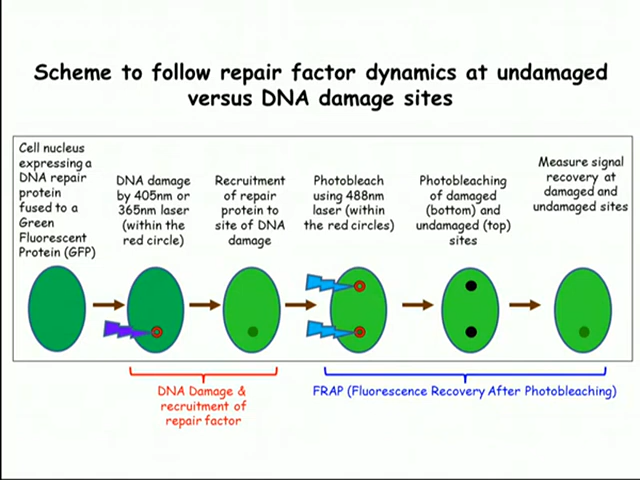 Scheme to follow repair factor dynamics at undamaged
versus DNA damage sites
Cell nucleus
expressing a
DNA repair
protein
fused to a
Green
Fluorescent
Protein (GFP)
DNA damage
by 405nm or
365nm laser
(within the
red circle)
Recruitment
of repair
protein to
site of DNA
damage
Photobleach
using 488nm
laser (within
the red circles)
Photobleaching
of damaged
(bottom) and
undamaged (top)
sites
Measure signal
recovery at
damaged and
undamaged sites
DNA Damage &
recruitment of
repair factor
FRAP (Fluorescence Recovery After Photobleaching)